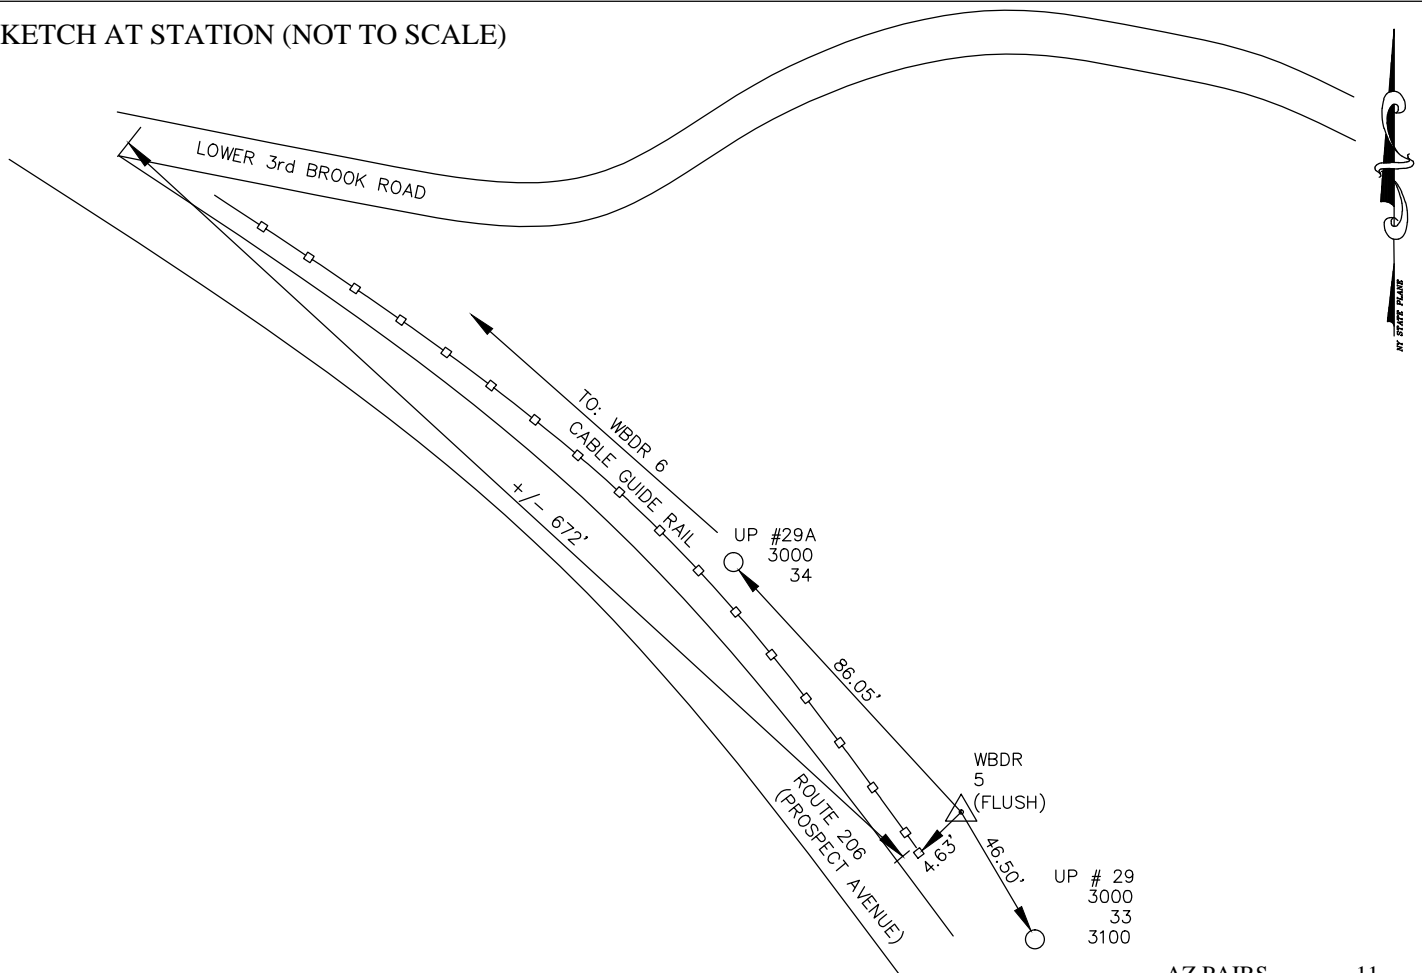 KETCH AT STATION (NOT TO SCALE)
LOWER 3rd BROOK ROAD
NY STATE PLANE
TO: WBDR 6
CABLE GUIDE RAIL
+/- 672'
UP #29A
3000
34
86.05'
WBDR
5
(FLUSH)
ROUTE 206
(PROSPECT AVENUE)
4.63'
46.50'
UP # 29
3000
33
3100
AZ PAIRS 11